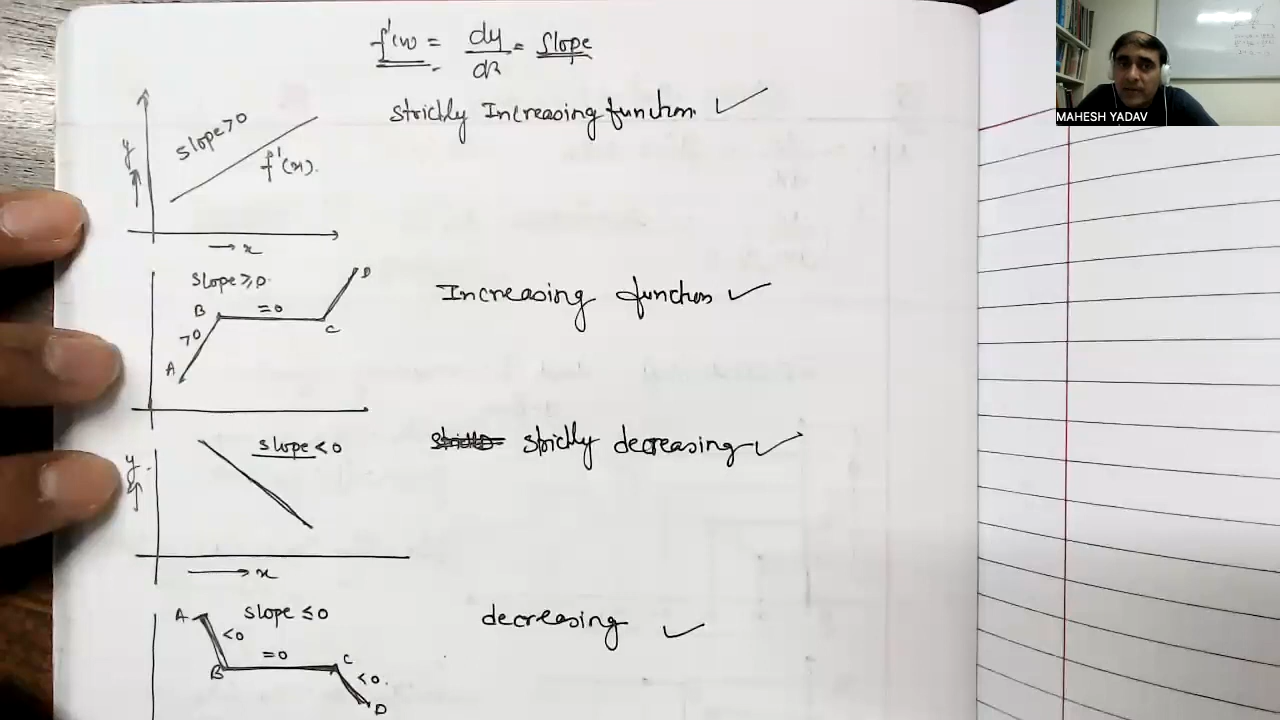 f'(x) = dy/dx = slope
MAHESH YADAV
strictly Increasing function ✓
slope>0
f'(x).
y
→ x
slope ≥ 0
Increasing function ✓
D
B
=0
C
>0
A
slope < 0
strictly decreasing ✓
y
→ x
A
slope ≤ 0
decreasing ✓
<0
=0
B
C
<0.
D